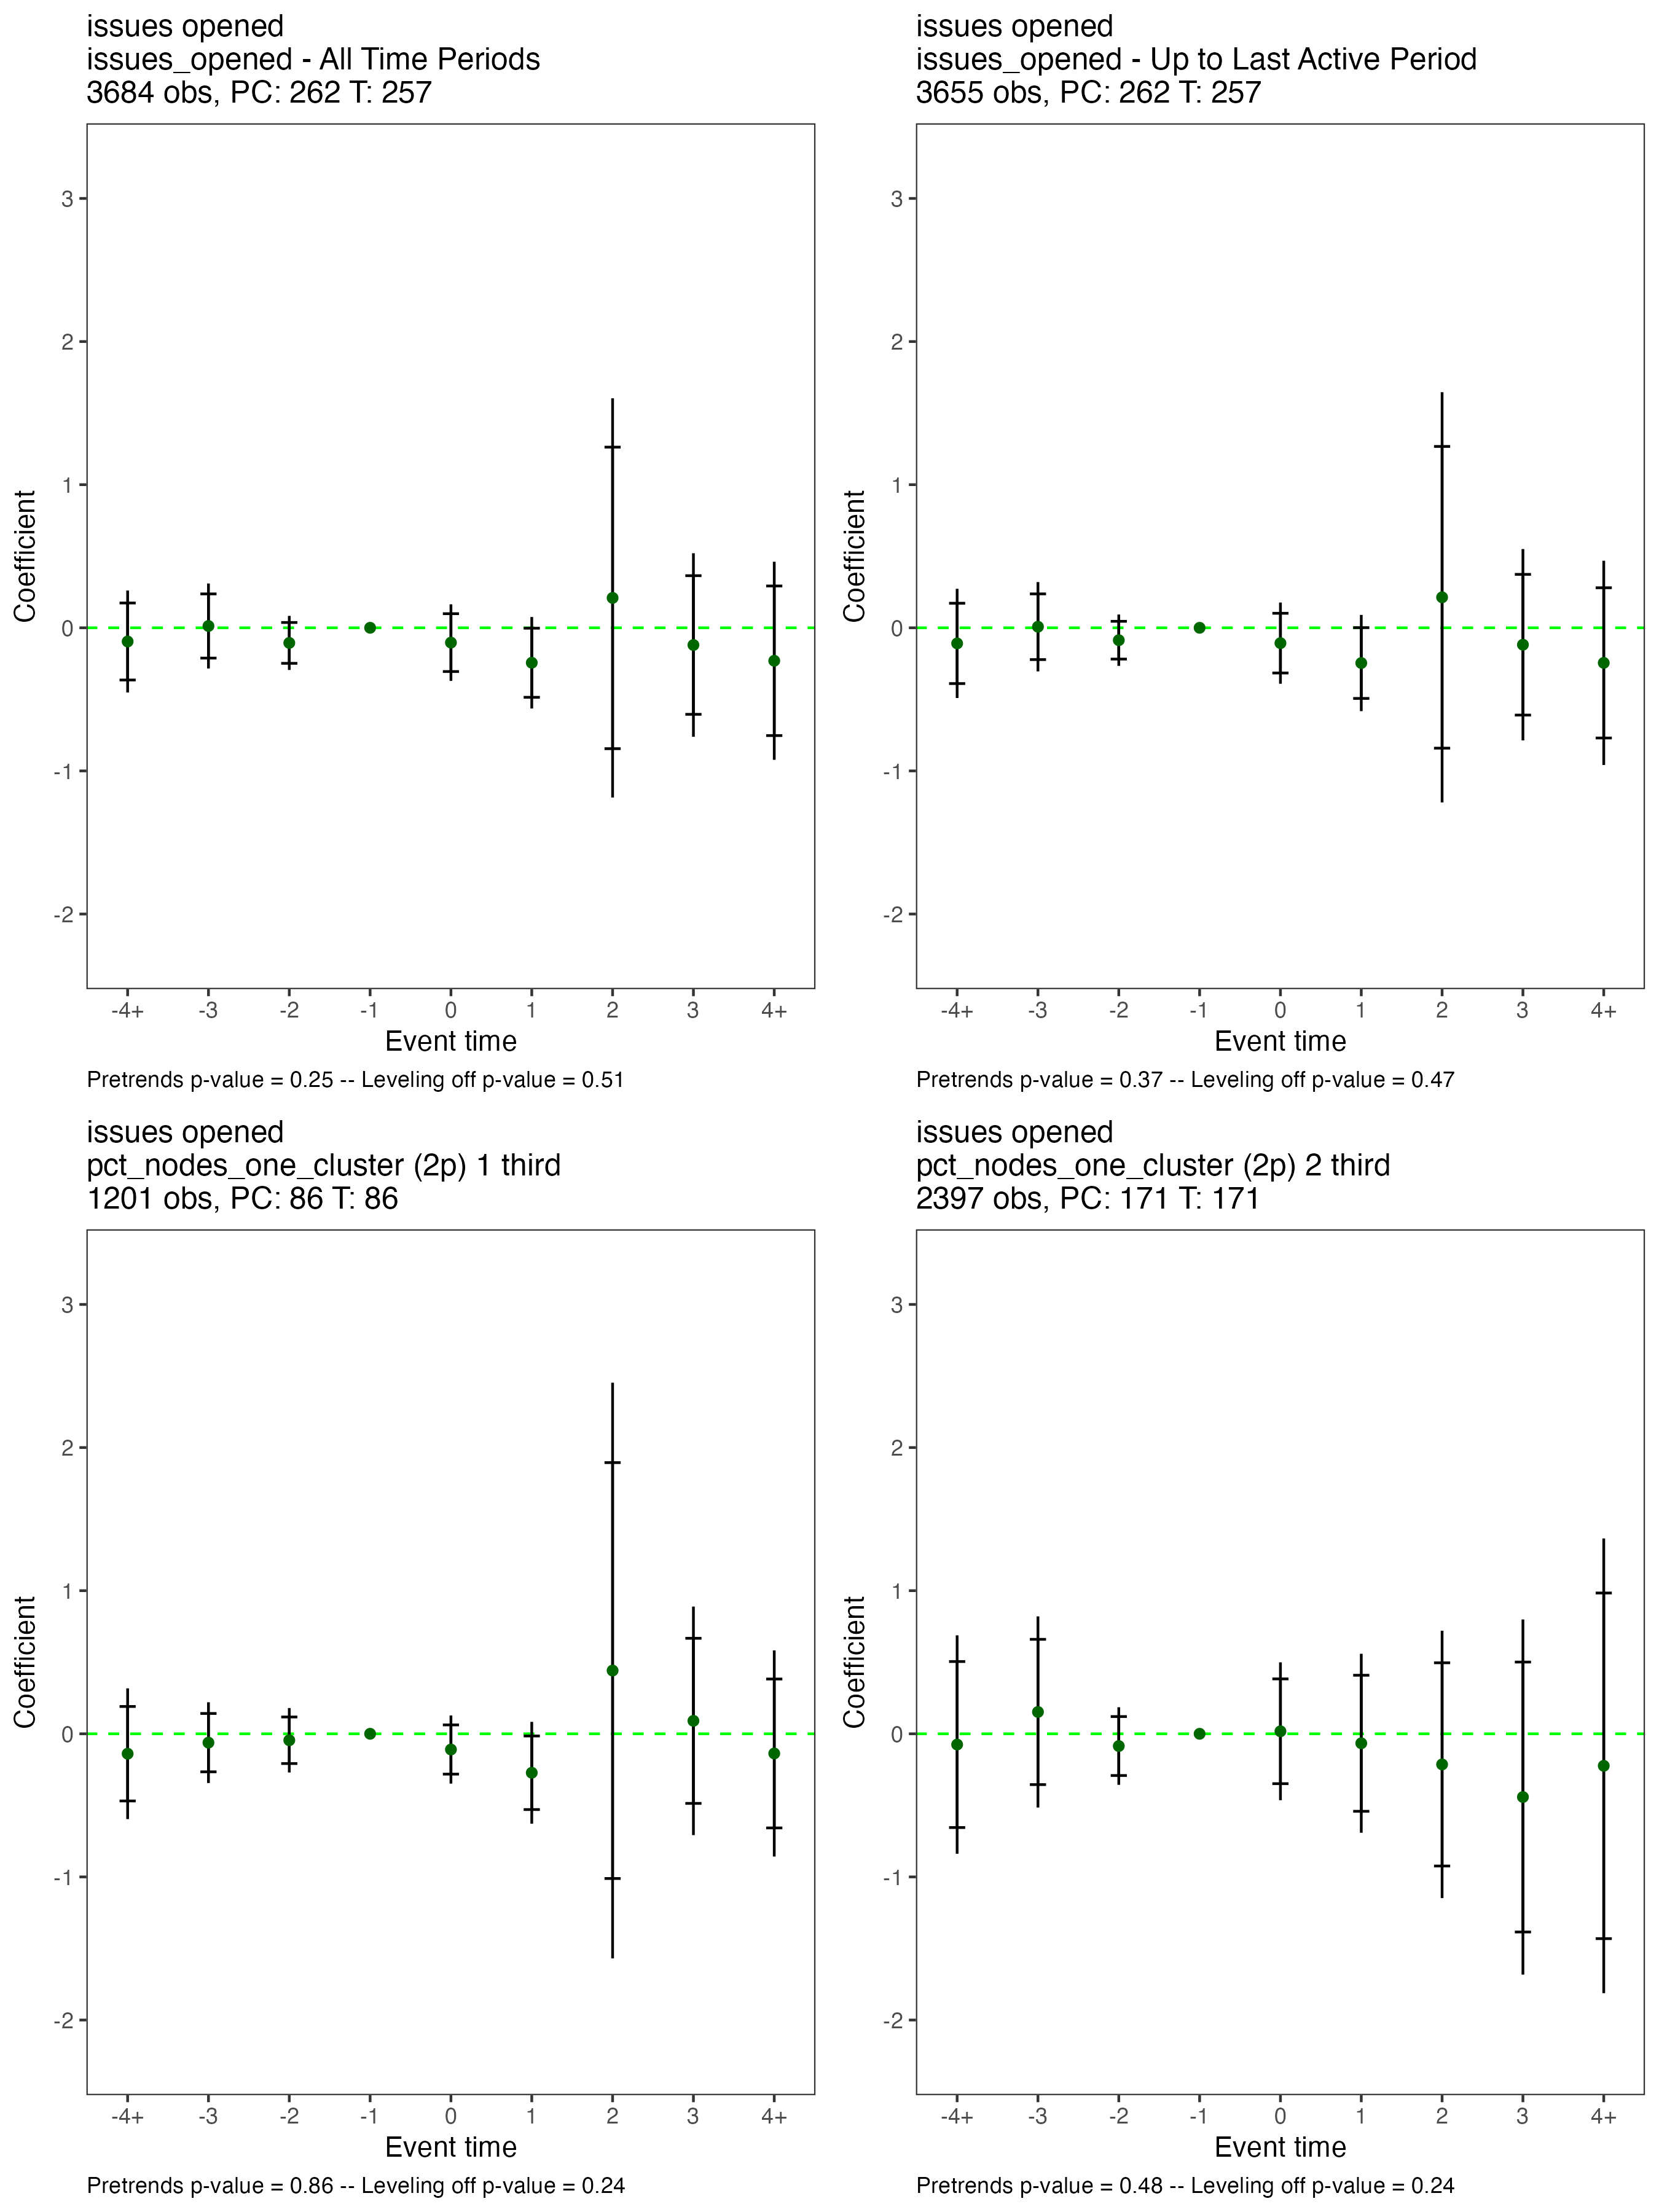 issues opened
issues_opened - All Time Periods
3684 obs, PC: 262 T: 257
3
2
1
0
-1
-2
Coefficient
-4+ -3 -2 -1 0 1 2 3 4+
Event time
Pretrends p-value = 0.25 -- Leveling off p-value = 0.51
issues opened
issues_opened - Up to Last Active Period
3655 obs, PC: 262 T: 257
3
2
1
0
-1
-2
Coefficient
-4+ -3 -2 -1 0 1 2 3 4+
Event time
Pretrends p-value = 0.37 -- Leveling off p-value = 0.47
issues opened
pct_nodes_one_cluster (2p) 1 third
1201 obs, PC: 86 T: 86
3
2
1
0
-1
-2
Coefficient
-4+ -3 -2 -1 0 1 2 3 4+
Event time
Pretrends p-value = 0.86 -- Leveling off p-value = 0.24
issues opened
pct_nodes_one_cluster (2p) 2 third
2397 obs, PC: 171 T: 171
3
2
1
0
-1
-2
Coefficient
-4+ -3 -2 -1 0 1 2 3 4+
Event time
Pretrends p-value = 0.48 -- Leveling off p-value = 0.24